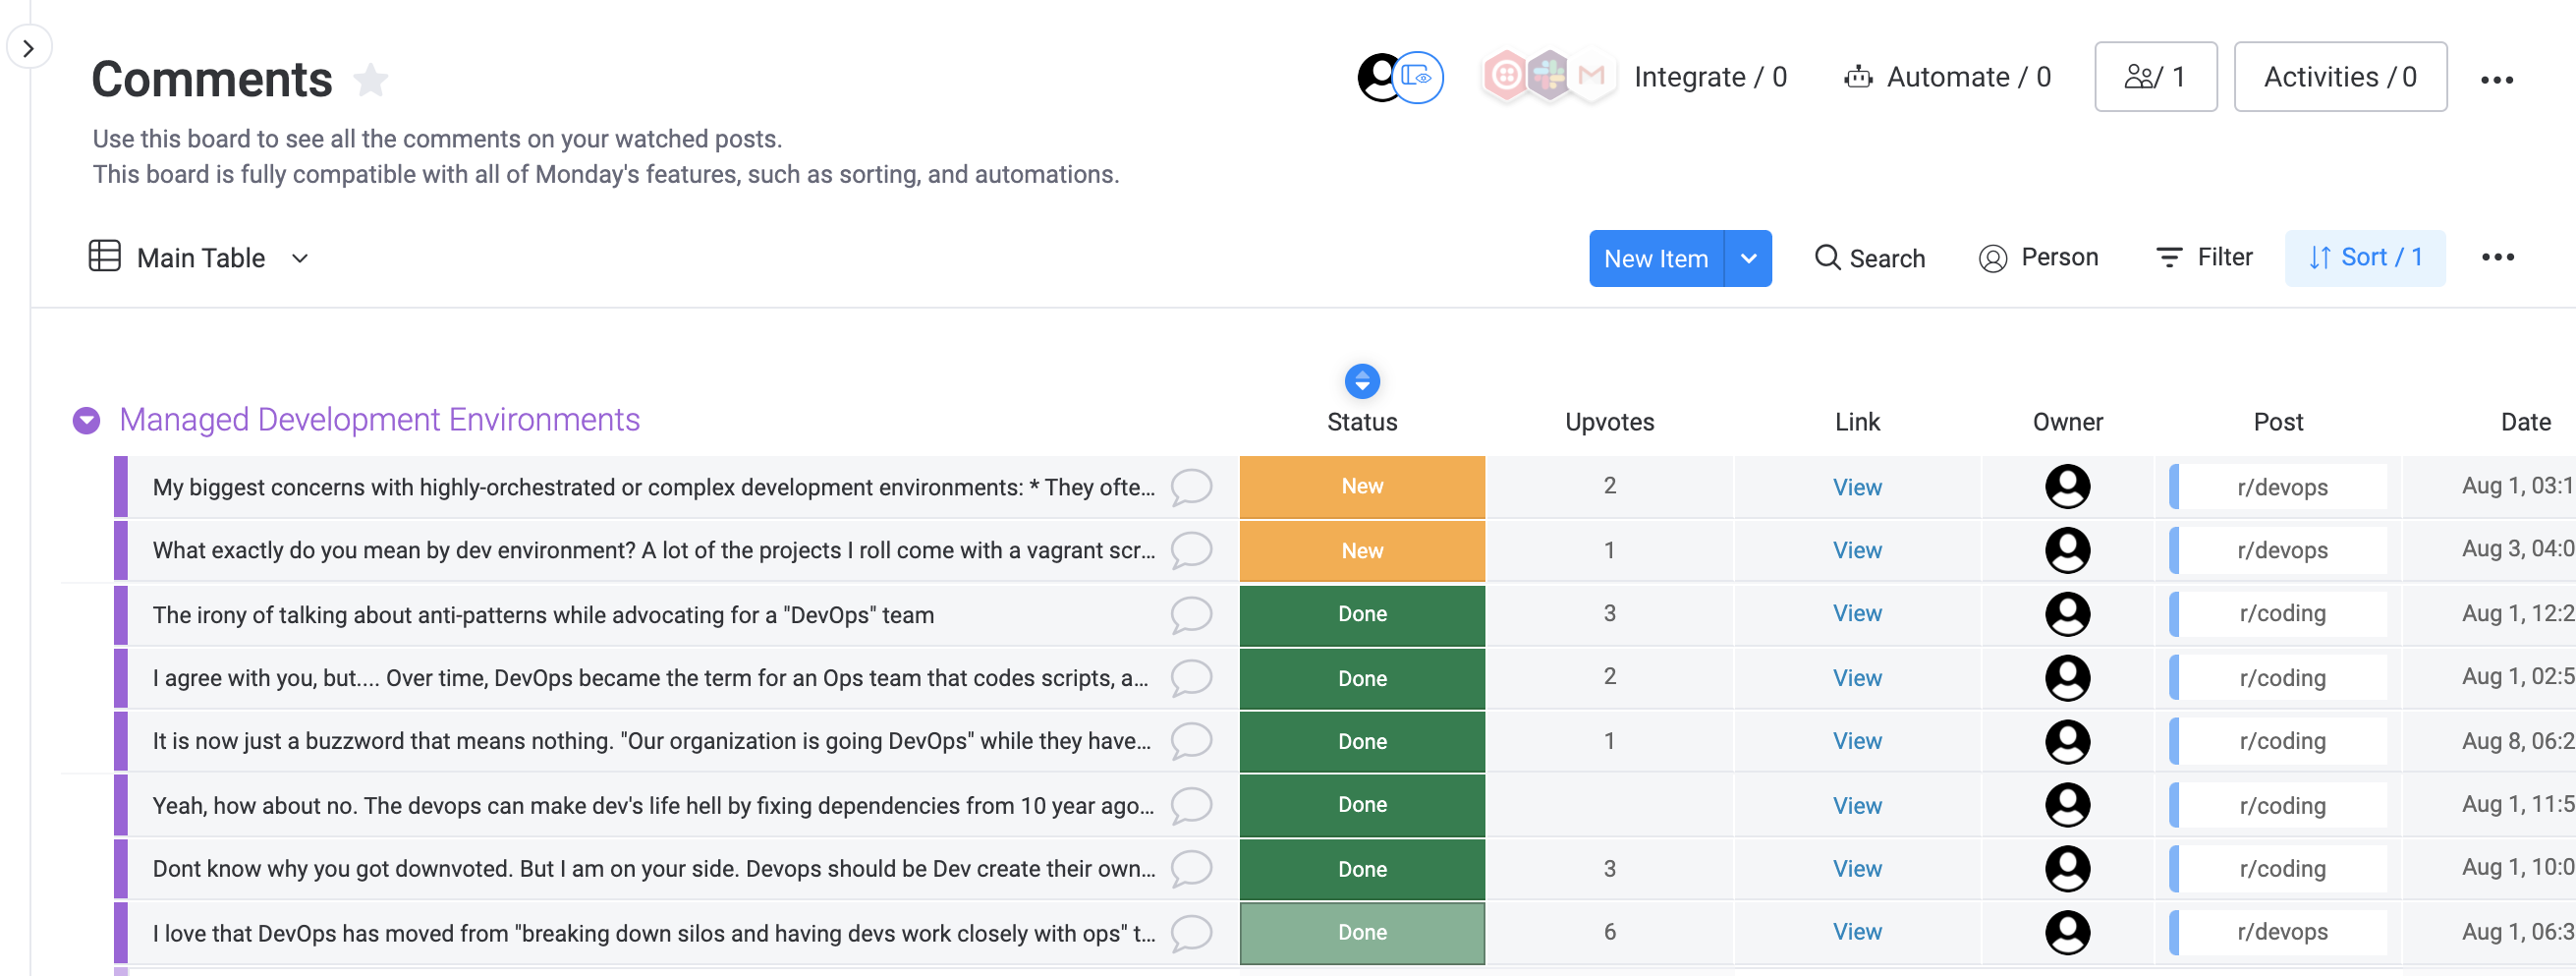 Comments
Integrate / 0
Automate / 0
/ 1
Activities / 0
Use this board to see all the comments on your watched posts.
This board is fully compatible with all of Monday's features, such as sorting, and automations.
Main Table
New Item
Search
Person
Filter
Sort / 1
Managed Development Environments Status Upvotes Link Owner Post Date
My biggest concerns with highly-orchestrated or complex development environments: * They ofte... New 2 View r/devops Aug 1, 03:1
What exactly do you mean by dev environment? A lot of the projects I roll come with a vagrant scr... New 1 View r/devops Aug 3, 04:0
The irony of talking about anti-patterns while advocating for a "DevOps" team Done 3 View r/coding Aug 1, 12:2
I agree with you, but.... Over time, DevOps became the term for an Ops team that codes scripts, a... Done 2 View r/coding Aug 1, 02:5
It is now just a buzzword that means nothing. "Our organization is going DevOps" while they have... Done 1 View r/coding Aug 8, 06:2
Yeah, how about no. The devops can make dev's life hell by fixing dependencies from 10 year ago... Done View r/coding Aug 1, 11:5
Dont know why you got downvoted. But I am on your side. Devops should be Dev create their own... Done 3 View r/coding Aug 1, 10:0
I love that DevOps has moved from "breaking down silos and having devs work closely with ops" t... Done 6 View r/devops Aug 1, 06:3